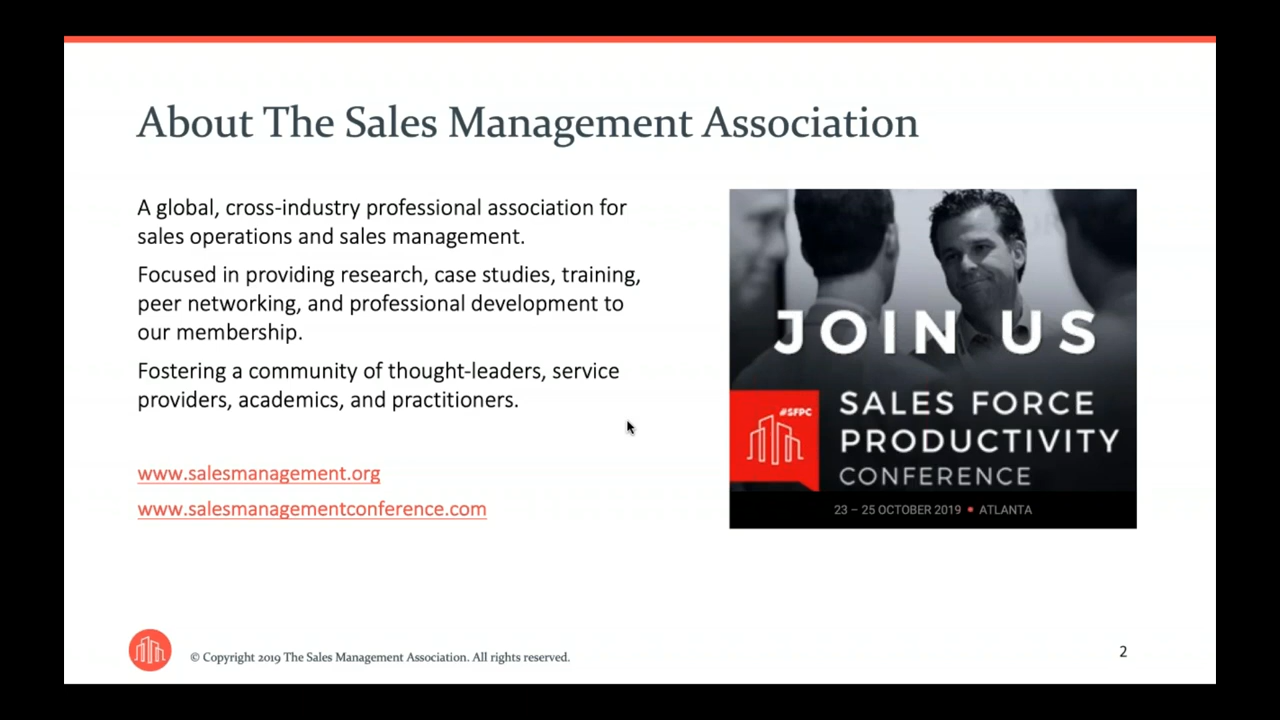 About The Sales Management Association
A global, cross-industry professional association for
sales operations and sales management.
Focused in providing research, case studies, training,
peer networking, and professional development to
our membership.
Fostering a community of thought-leaders, service
providers, academics, and practitioners.
www.salesmanagement.org
www.salesmanagementconference.com
JOIN US
#SFPC
SALES FORCE
PRODUCTIVITY
CONFERENCE
23 – 25 OCTOBER 2019 • ATLANTA
© Copyright 2019 The Sales Management Association. All rights reserved.
2